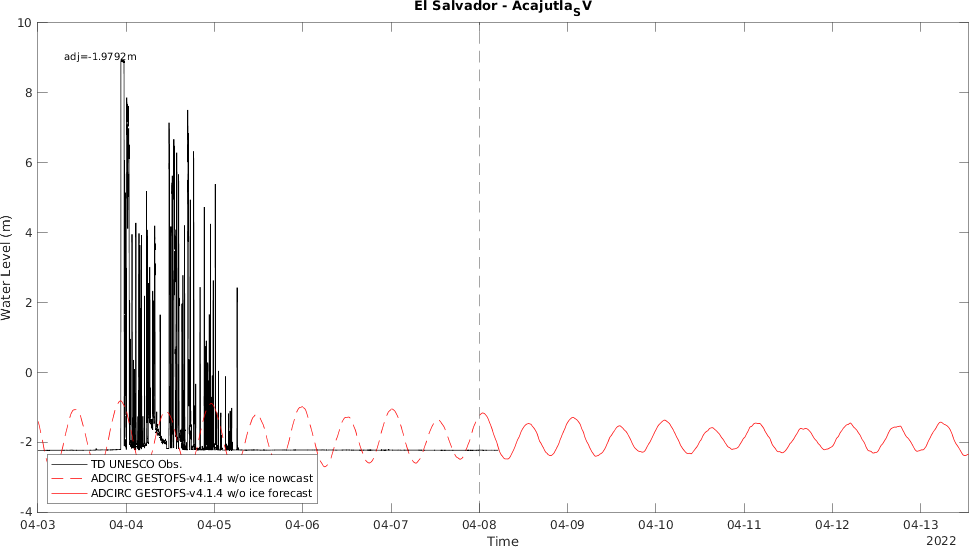 El Salvador - AcajutlaSV
adj=-1.9792m
10
8
6
4
2
0
-2
-4
Water Level (m)
TD UNESCO Obs.
ADCIRC GESTOFS-v4.1.4 w/o ice nowcast
ADCIRC GESTOFS-v4.1.4 w/o ice forecast
04-03 04-04 04-05 04-06 04-07 04-08 04-09 04-10 04-11 04-12 04-13
Time
2022